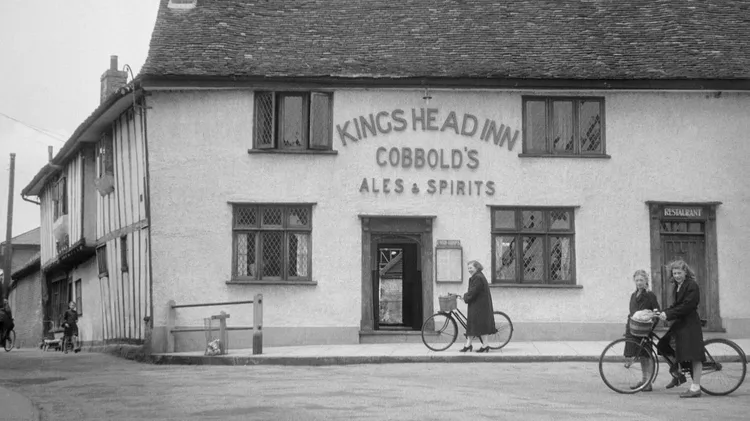 KINGS HEAD INN
COBBOLD'S
ALES & SPIRITS
RESTAURANT